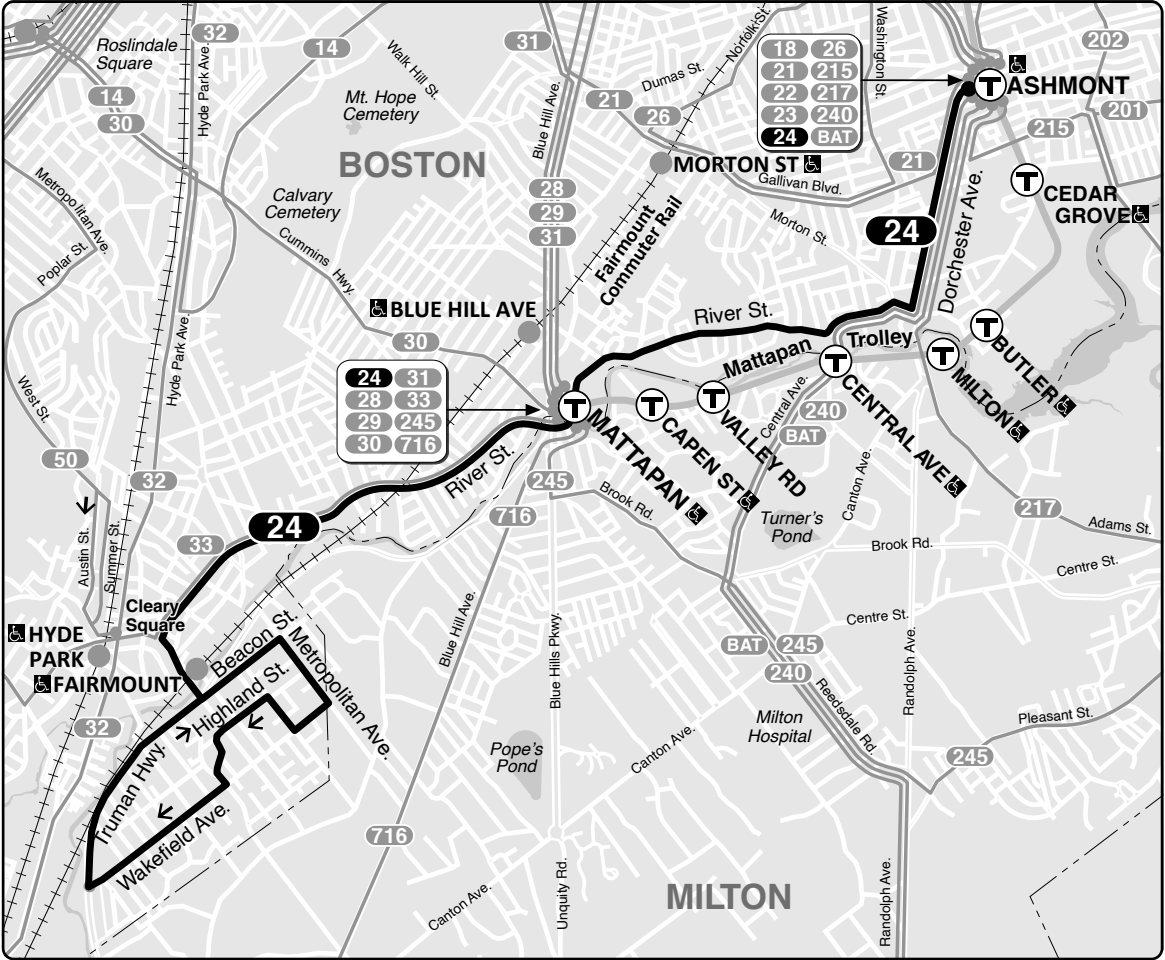 32
Roslindale
Square
14
Hyde Park Ave.
Walk Hill St.
31
Norfolk St.
Washington St.
202
18 26
21 215
22 217
23 240
24 BAT
ASHMONT
Dumas St.
14
30
Mt. Hope
Cemetery
Blue Hill Ave.
21
26
201
215
BOSTON
MORTON ST
21
Gallivan Blvd.
CEDAR
GROVE
Metropolitan Ave.
Calvary
Cemetery
28
29
31
Morton St.
24
Dorchester Ave.
Poplar St.
Cummins Hwy.
Fairmount
Commuter Rail
BLUE HILL AVE
River St.
30
Hyde Park Ave.
Mattapan
Trolley
BUTLER
MILTON
24 31
28 33
29 245
30 716
West St.
CENTRAL AVE
Central Ave.
240
BAT
VALLEY RD
CAPEN ST
MATTAPAN
River St.
50
32
245
Brook Rd.
Canton Ave.
716
217
Adams St.
Turner's
Pond
24
33
Brook Rd.
Centre St.
Austin St.
Summer St.
Cleary
Square
Centre St.
HYDE
PARK
FAIRMOUNT
Beacon St.
Metropolitan Ave.
Highland St.
Blue Hill Ave.
Blue Hills Pkwy.
BAT
245
240
Randolph Ave.
Reedsdale Rd.
32
Pleasant St.
Milton
Hospital
Truman Hwy.
Pope's
Pond
Canton Ave.
245
Wakefield Ave.
716
MILTON
Canton Ave.
Unquity Rd.
Randolph Ave.